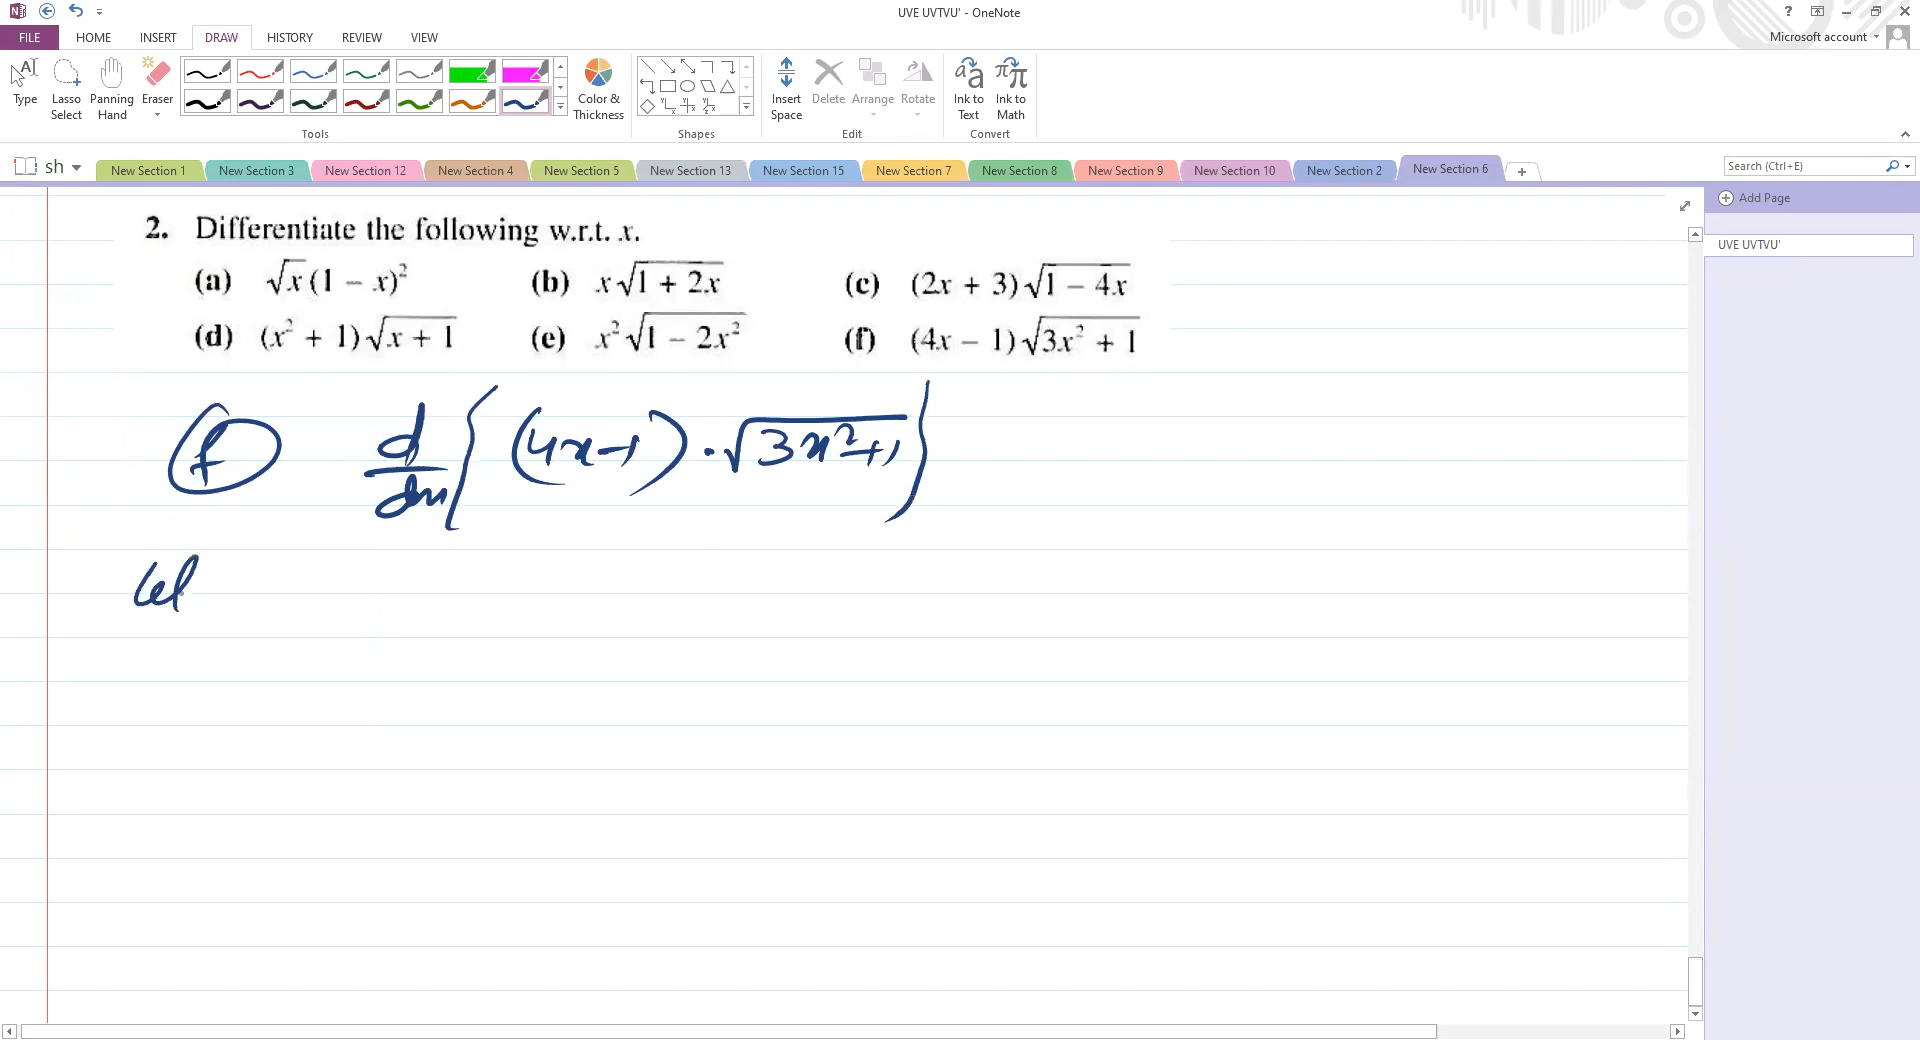 UVE UVTVU' - OneNote
FILE HOME INSERT DRAW HISTORY REVIEW VIEW
Microsoft account
Type Lasso Select Panning Hand Eraser
Color & Thickness
Insert Space Delete Arrange Rotate
Ink to Text Ink to Math
Tools Shapes Edit Convert
sh New Section 1 New Section 3 New Section 12 New Section 4 New Section 5 New Section 13 New Section 15 New Section 7 New Section 8 New Section 9 New Section 10 New Section 2 New Section 6
Search (Ctrl+E)
Add Page
UVE UVTVU'
2. Differentiate the following w.r.t. x.
(a) √x(1 − x)² (b) x√(1 + 2x) (c) (2x + 3)√(1 − 4x)
(d) (x² + 1)√(x + 1) (e) x²√(1 − 2x²) (f) (4x − 1)√(3x² + 1)
f d/dx { (4x-1) · √(3x²+1) }